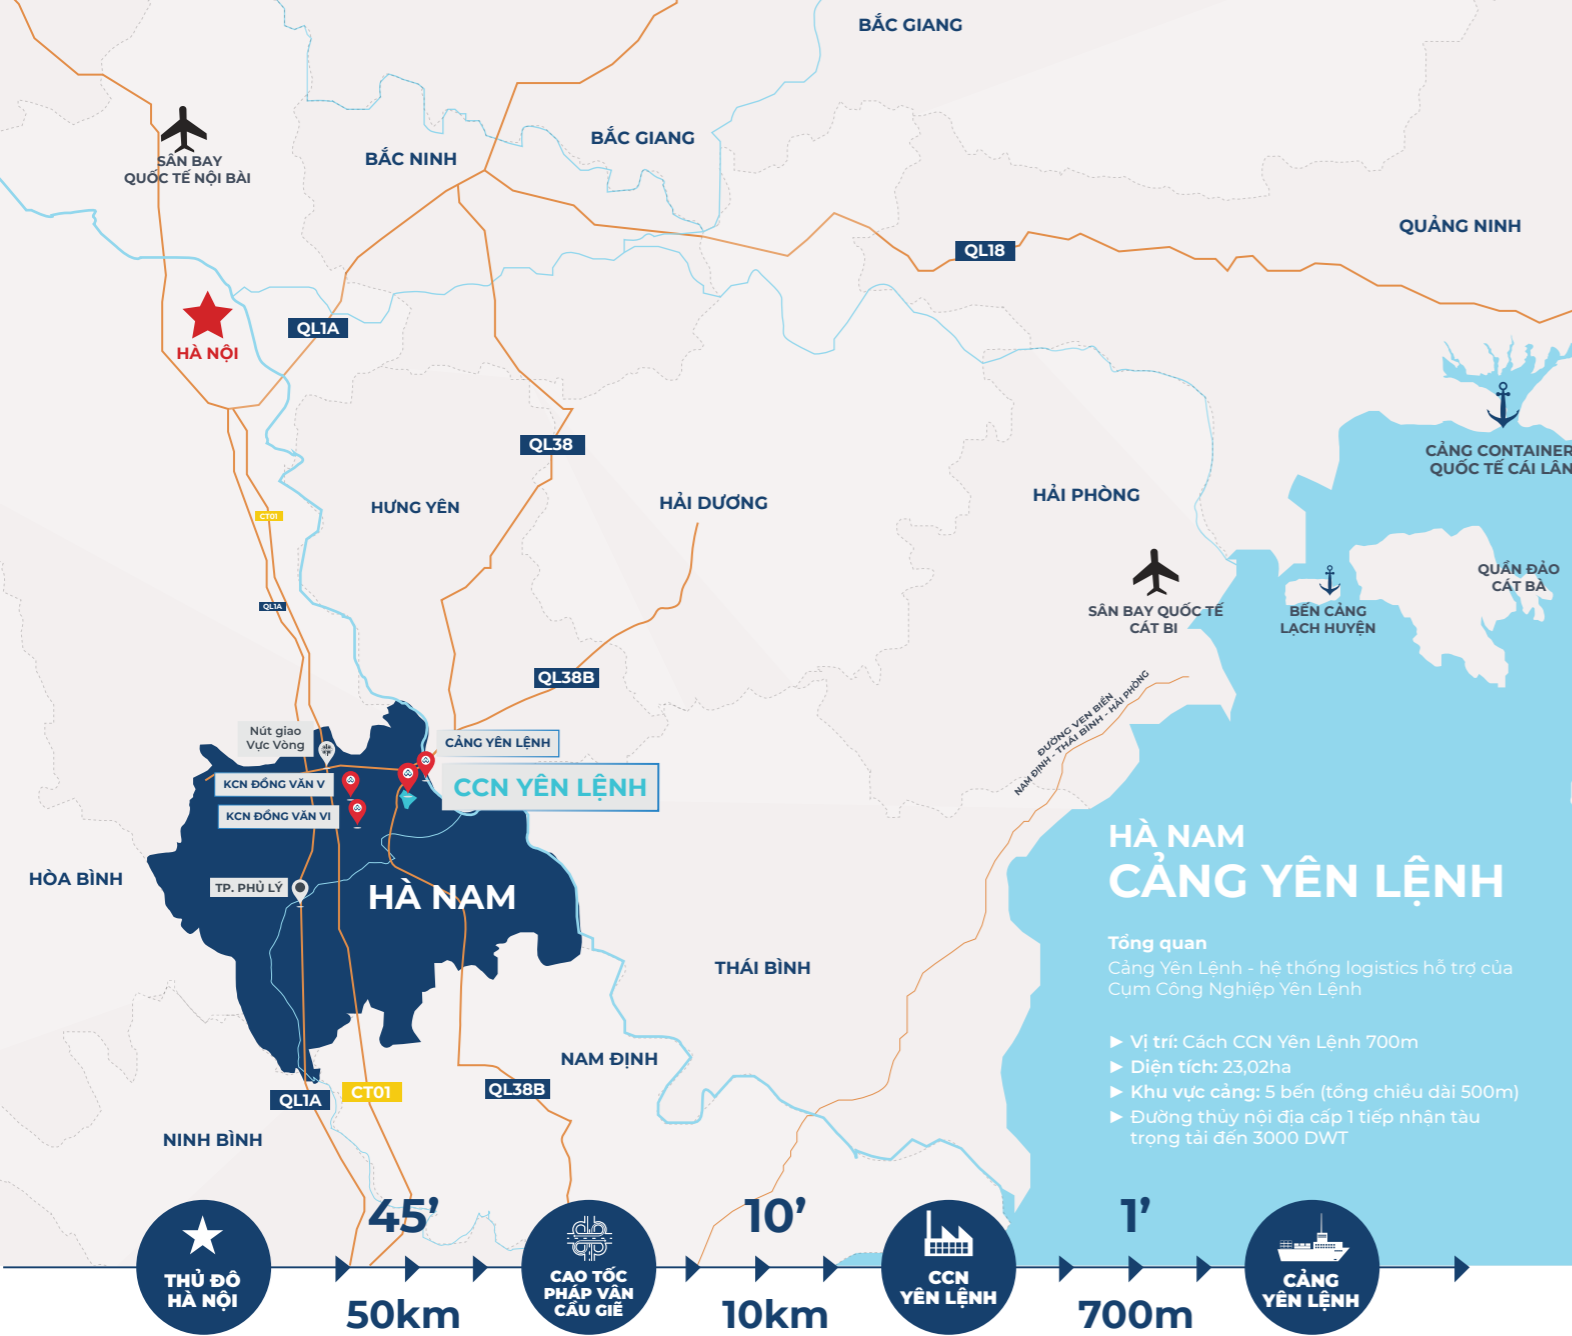 BẮC GIANG
BẮC GIANG
BẮC NINH
SÂN BAY
QUỐC TẾ NỘI BÀI
QUẢNG NINH
QL18
HÀ NỘI
QL1A
QL38
CẢNG CONTAINER
QUỐC TẾ CÁI LÂN
HƯNG YÊN
HẢI DƯƠNG
HẢI PHÒNG
CT01
QUẦN ĐẢO
CÁT BÀ
QL1A
SÂN BAY QUỐC TẾ
CÁT BI
BẾN CẢNG
LẠCH HUYỆN
QL38B
ĐƯỜNG VEN BIỂN
NAM ĐỊNH - THÁI BÌNH - HẢI PHÒNG
Nút giao
Vực Vòng
CẢNG YÊN LỆNH
KCN ĐỒNG VĂN V
CCN YÊN LỆNH
KCN ĐỒNG VĂN VI
HÒA BÌNH
TP. PHỦ LÝ
HÀ NAM
THÁI BÌNH
NAM ĐỊNH
QL1A
CT01
QL38B
NINH BÌNH
HÀ NAM
CẢNG YÊN LỆNH
Tổng quan
Cảng Yên Lệnh - hệ thống logistics hỗ trợ của
Cụm Công Nghiệp Yên Lệnh
► Vị trí: Cách CCN Yên Lệnh 700m
► Diện tích: 23,02ha
► Khu vực cảng: 5 bến (tổng chiều dài 500m)
► Đường thủy nội địa cấp 1 tiếp nhận tàu
trọng tải đến 3000 DWT
THỦ ĐÔ
HÀ NỘI
45’
50km
CAO TỐC
PHÁP VÂN
CẦU GIẼ
10’
10km
CCN
YÊN LỆNH
1’
700m
CẢNG
YÊN LỆNH